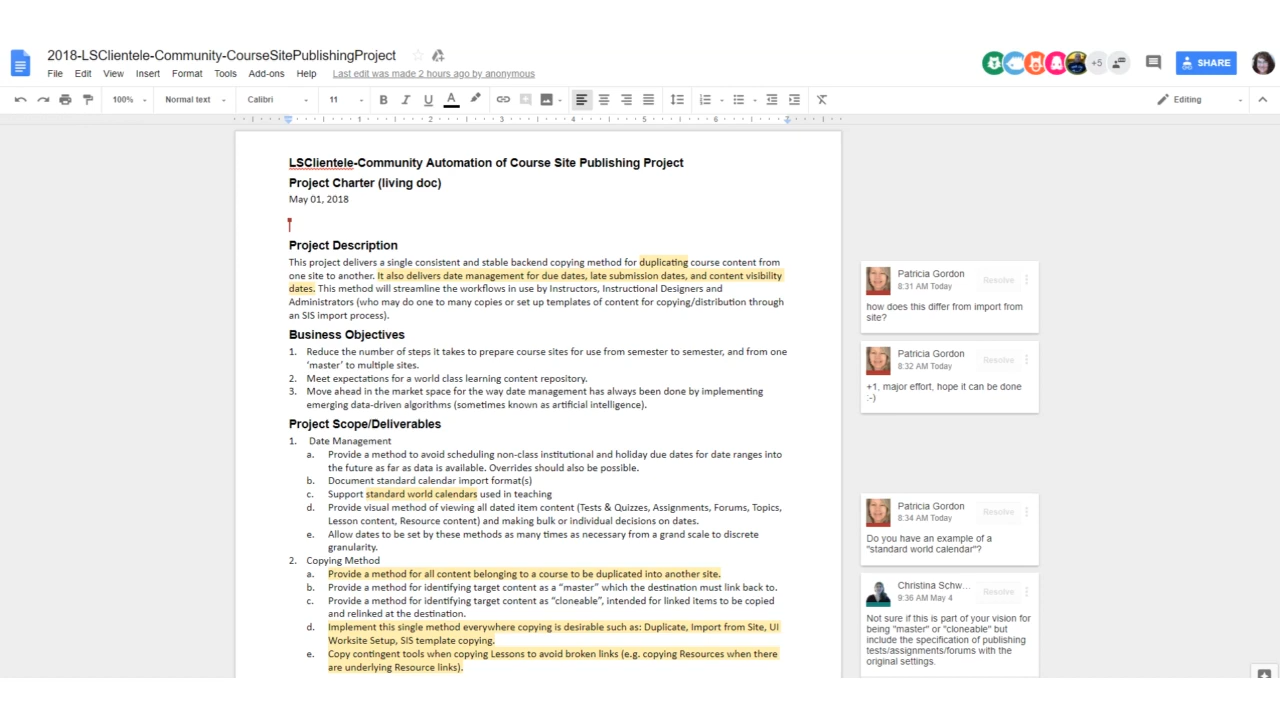 2018-LSClientele-Community-CourseSitePublishingProject
File Edit View Insert Format Tools Add-ons Help Last edit was made 2 hours ago by anonymous
+5
SHARE
100% Normal text Calibri 11 B I U A Editing
1 2 3 4 5 6 7
LSClientele-Community Automation of Course Site Publishing Project
Project Charter (living doc)
May 01, 2018
Project Description
This project delivers a single consistent and stable backend copying method for duplicating course content from
one site to another. It also delivers date management for due dates, late submission dates, and content visibility
dates. This method will streamline the workflows in use by Instructors, Instructional Designers and
Administrators (who may do one to many copies or set up templates of content for copying/distribution through
an SIS import process).
Business Objectives
1. Reduce the number of steps it takes to prepare course sites for use from semester to semester, and from one
‘master’ to multiple sites.
2. Meet expectations for a world class learning content repository.
3. Move ahead in the market space for the way date management has always been done by implementing
emerging data-driven algorithms (sometimes known as artificial intelligence).
Project Scope/Deliverables
1. Date Management
a. Provide a method to avoid scheduling non-class institutional and holiday due dates for date ranges into
the future as far as data is available. Overrides should also be possible.
b. Document standard calendar import format(s)
c. Support standard world calendars used in teaching
d. Provide visual method of viewing all dated item content (Tests & Quizzes, Assignments, Forums, Topics,
Lesson content, Resource content) and making bulk or individual decisions on dates.
e. Allow dates to be set by these methods as many times as necessary from a grand scale to discrete
granularity.
2. Copying Method
a. Provide a method for all content belonging to a course to be duplicated into another site.
b. Provide a method for identifying target content as a “master” which the destination must link back to.
c. Provide a method for identifying target content as “cloneable”, intended for linked items to be copied
and relinked at the destination.
d. Implement this single method everywhere copying is desirable such as: Duplicate, Import from Site, UI
Worksite Setup, SIS template copying.
e. Copy contingent tools when copying Lessons to avoid broken links (e.g. copying Resources when there
are underlying Resource links).
Patricia Gordon
8:31 AM Today
Resolve
how does this differ from import from
site?
Patricia Gordon
8:32 AM Today
Resolve
+1, major effort, hope it can be done
:-)
Patricia Gordon
8:34 AM Today
Resolve
Do you have an example of a
"standard world calendar"?
Christina Schw...
9:36 AM May 4
Resolve
Not sure if this is part of your vision for
being "master" or "cloneable" but
include the specification of publishing
tests/assignments/forums with the
original settings.